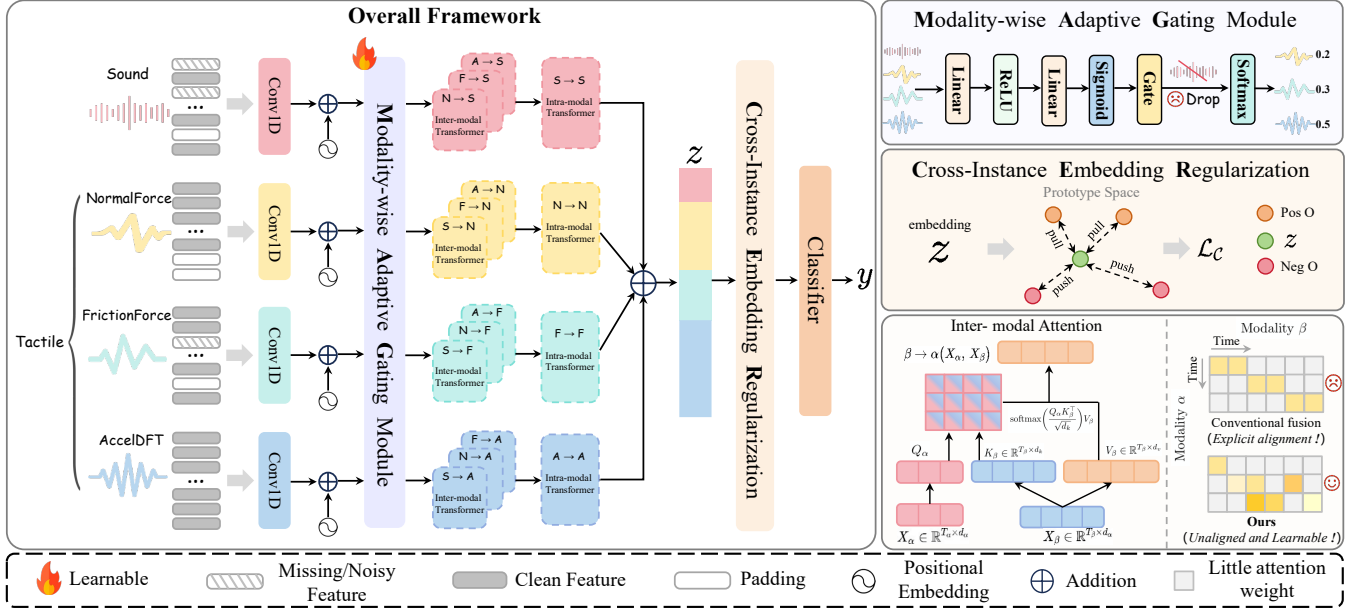 Overall Framework
Sound
...
Conv1D
N → S
F → S
A → S
Inter-modal
Transformer
S → S
Intra-modal
Transformer
NormalForce
...
Conv1D
S → N
F → N
A → N
Inter-modal
Transformer
N → N
Intra-modal
Transformer
Tactile
FrictionForce
...
Conv1D
S → F
N → F
A → F
Inter-modal
Transformer
F → F
Intra-modal
Transformer
AccelDFT
...
Conv1D
S → A
N → A
F → A
Inter-modal
Transformer
A → A
Intra-modal
Transformer
Modality-wise Adaptive Gating Module
z
Cross-Instance Embedding Regularization
Classifier
y
Modality-wise Adaptive Gating Module
Linear
ReLU
Linear
Sigmoid
Gate
Drop
Softmax
0.2
0.3
0.5
Cross-Instance Embedding Regularization
Prototype Space
embedding
z
pull
pull
push
push
ℒ_C
Pos O
z
Neg O
Inter- modal Attention
β → α(X_α, X_β)
softmax(Q_α K_β^⊤ / √d_k) V_β
Q_α
K_β ∈ ℝ^{T_β×d_k}
V_β ∈ ℝ^{T_β×d_v}
X_α ∈ ℝ^{T_α×d_α}
X_β ∈ ℝ^{T_β×d_α}
Modality β
Time
Time
Modality α
Conventional fusion
(Explicit alignment !)
Ours
(Unaligned and Learnable !)
Learnable
Missing/Noisy
Feature
Clean Feature
Padding
Positional
Embedding
Addition
Little attention
weight